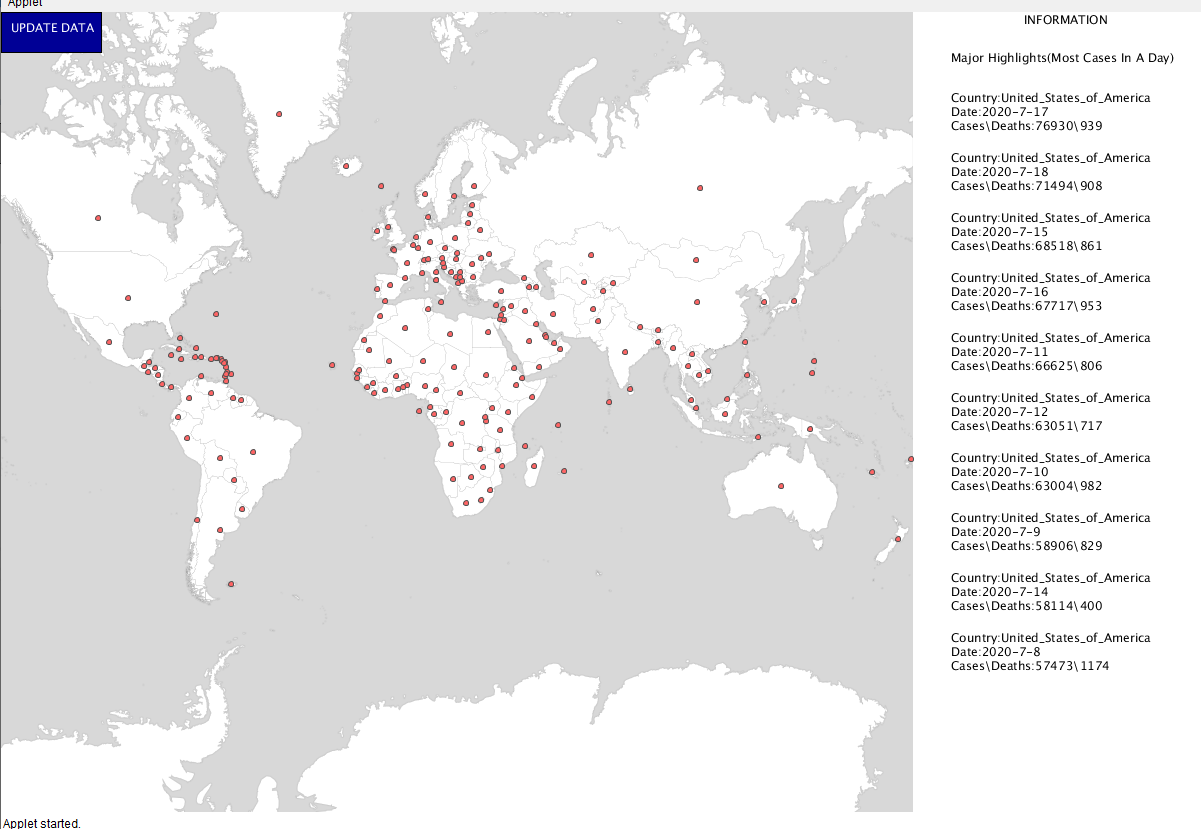 Applet
UPDATE DATA
INFORMATION
Major Highlights(Most Cases In A Day)
Country:United_States_of_America
Date:2020-7-17
Cases\Deaths:76930\939
Country:United_States_of_America
Date:2020-7-18
Cases\Deaths:71494\908
Country:United_States_of_America
Date:2020-7-15
Cases\Deaths:68518\861
Country:United_States_of_America
Date:2020-7-16
Cases\Deaths:67717\953
Country:United_States_of_America
Date:2020-7-11
Cases\Deaths:66625\806
Country:United_States_of_America
Date:2020-7-12
Cases\Deaths:63051\717
Country:United_States_of_America
Date:2020-7-10
Cases\Deaths:63004\982
Country:United_States_of_America
Date:2020-7-9
Cases\Deaths:58906\829
Country:United_States_of_America
Date:2020-7-14
Cases\Deaths:58114\400
Country:United_States_of_America
Date:2020-7-8
Cases\Deaths:57473\1174
Applet started.